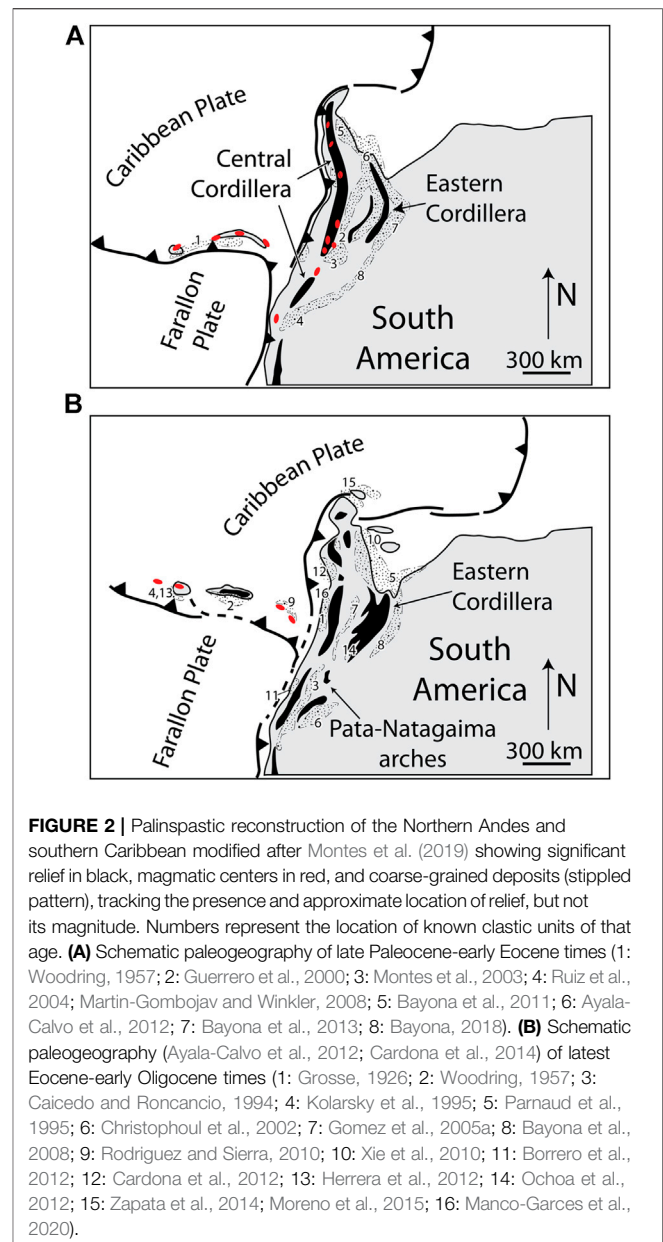 A
Caribbean Plate
Central
Cordillera
5
6
Eastern
Cordillera
1
2
7
3
8
Farallon
Plate
4
South
America
N
300 km
B
Caribbean Plate
15
10
12
5
4,13
2
16
9
1
7
Eastern
Cordillera
14
8
Farallon Plate
South
America
N
11
3
6
Pata-Natagaima
arches
300 km
FIGURE 2 | Palinspastic reconstruction of the Northern Andes and
southern Caribbean modified after Montes et al. (2019) showing significant
relief in black, magmatic centers in red, and coarse-grained deposits (stippled
pattern), tracking the presence and approximate location of relief, but not
its magnitude. Numbers represent the location of known clastic units of that
age. (A) Schematic paleogeography of late Paleocene-early Eocene times (1:
Woodring, 1957; 2: Guerrero et al., 2000; 3: Montes et al., 2003; 4: Ruiz et al.,
2004; Martin-Gombojav and Winkler, 2008; 5: Bayona et al., 2011; 6: Ayala-
Calvo et al., 2012; 7: Bayona et al., 2013; 8: Bayona, 2018). (B) Schematic
paleogeography (Ayala-Calvo et al., 2012; Cardona et al., 2014) of latest
Eocene-early Oligocene times (1: Grosse, 1926; 2: Woodring, 1957; 3:
Caicedo and Roncancio, 1994; 4: Kolarsky et al., 1995; 5: Parnaud et al.,
1995; 6: Christophoul et al., 2002; 7: Gomez et al., 2005a; 8: Bayona et al.,
2008; 9: Rodriguez and Sierra, 2010; 10: Xie et al., 2010; 11: Borrero et al.,
2012; 12: Cardona et al., 2012; 13: Herrera et al., 2012; 14: Ochoa et al.,
2012; 15: Zapata et al., 2014; Moreno et al., 2015; 16: Manco-Garces et al.,
2020).